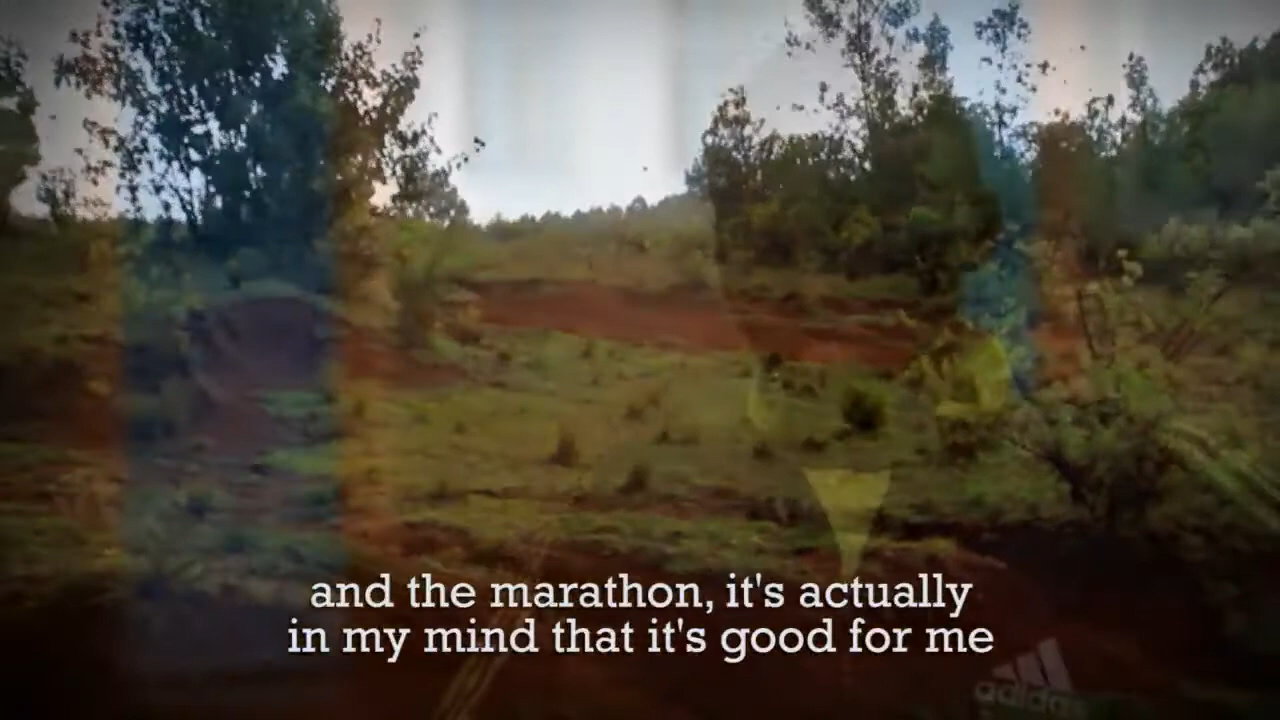 and the marathon, it's actually
in my mind that it's good for me
adidas